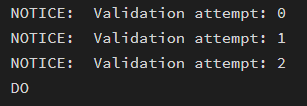 NOTICE:  Validation attempt: 0
NOTICE:  Validation attempt: 1
NOTICE:  Validation attempt: 2
DO